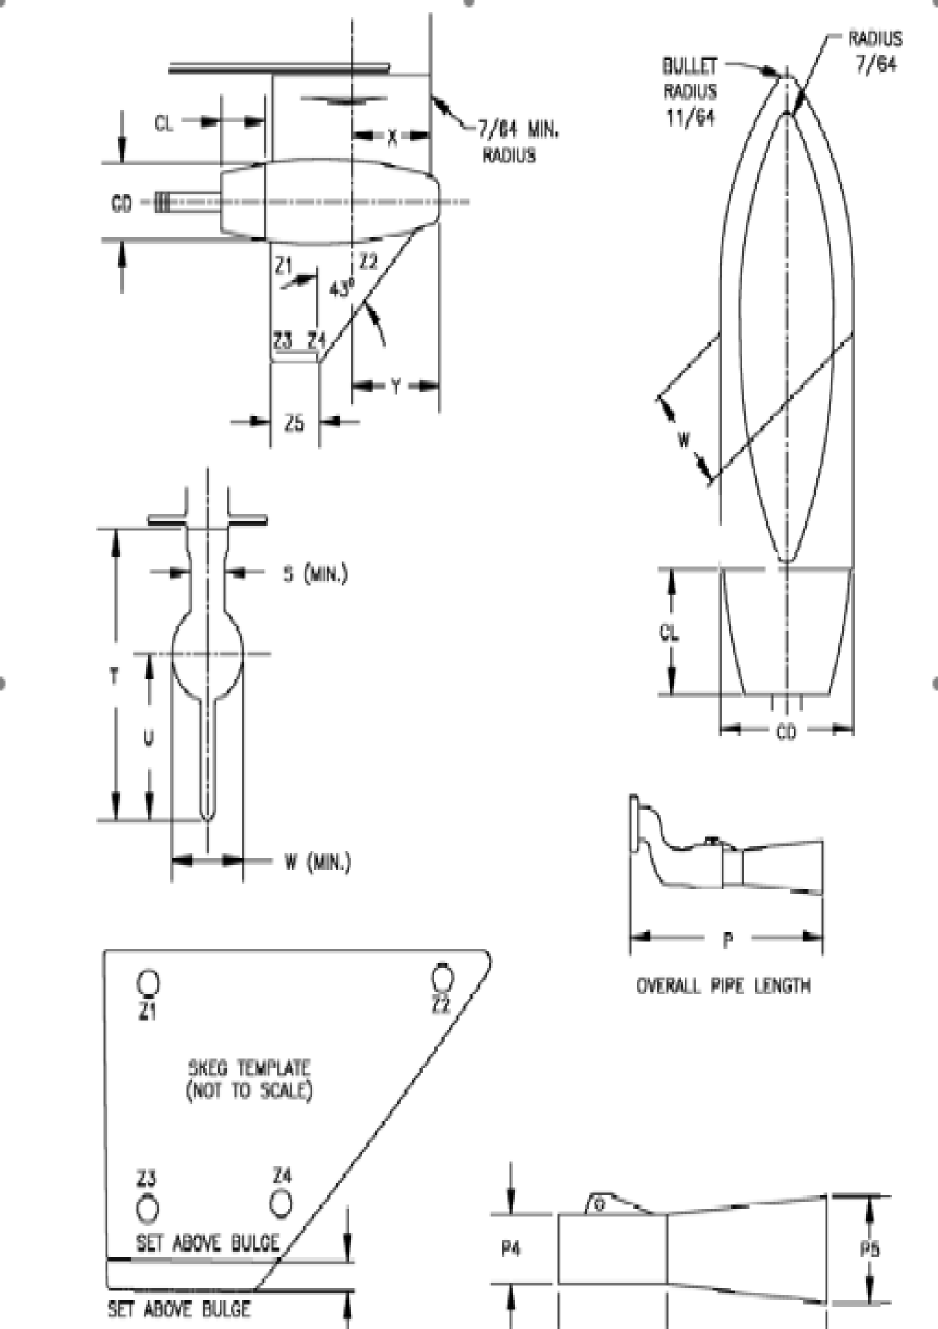 RADIUS
7/64
BULLET
RADIUS
11/64
CL
X
7/64 MIN.
RADIUS
CD
Z1
Z2
43°
Z3 Z4
Y
Z5
W
S (MIN.)
T
U
W (MIN.)
CL
CD
P
OVERALL PIPE LENGTH
Z1
Z2
SKEG TEMPLATE
(NOT TO SCALE)
Z3
Z4
SET ABOVE BULGE
SET ABOVE BULGE
P4
P5